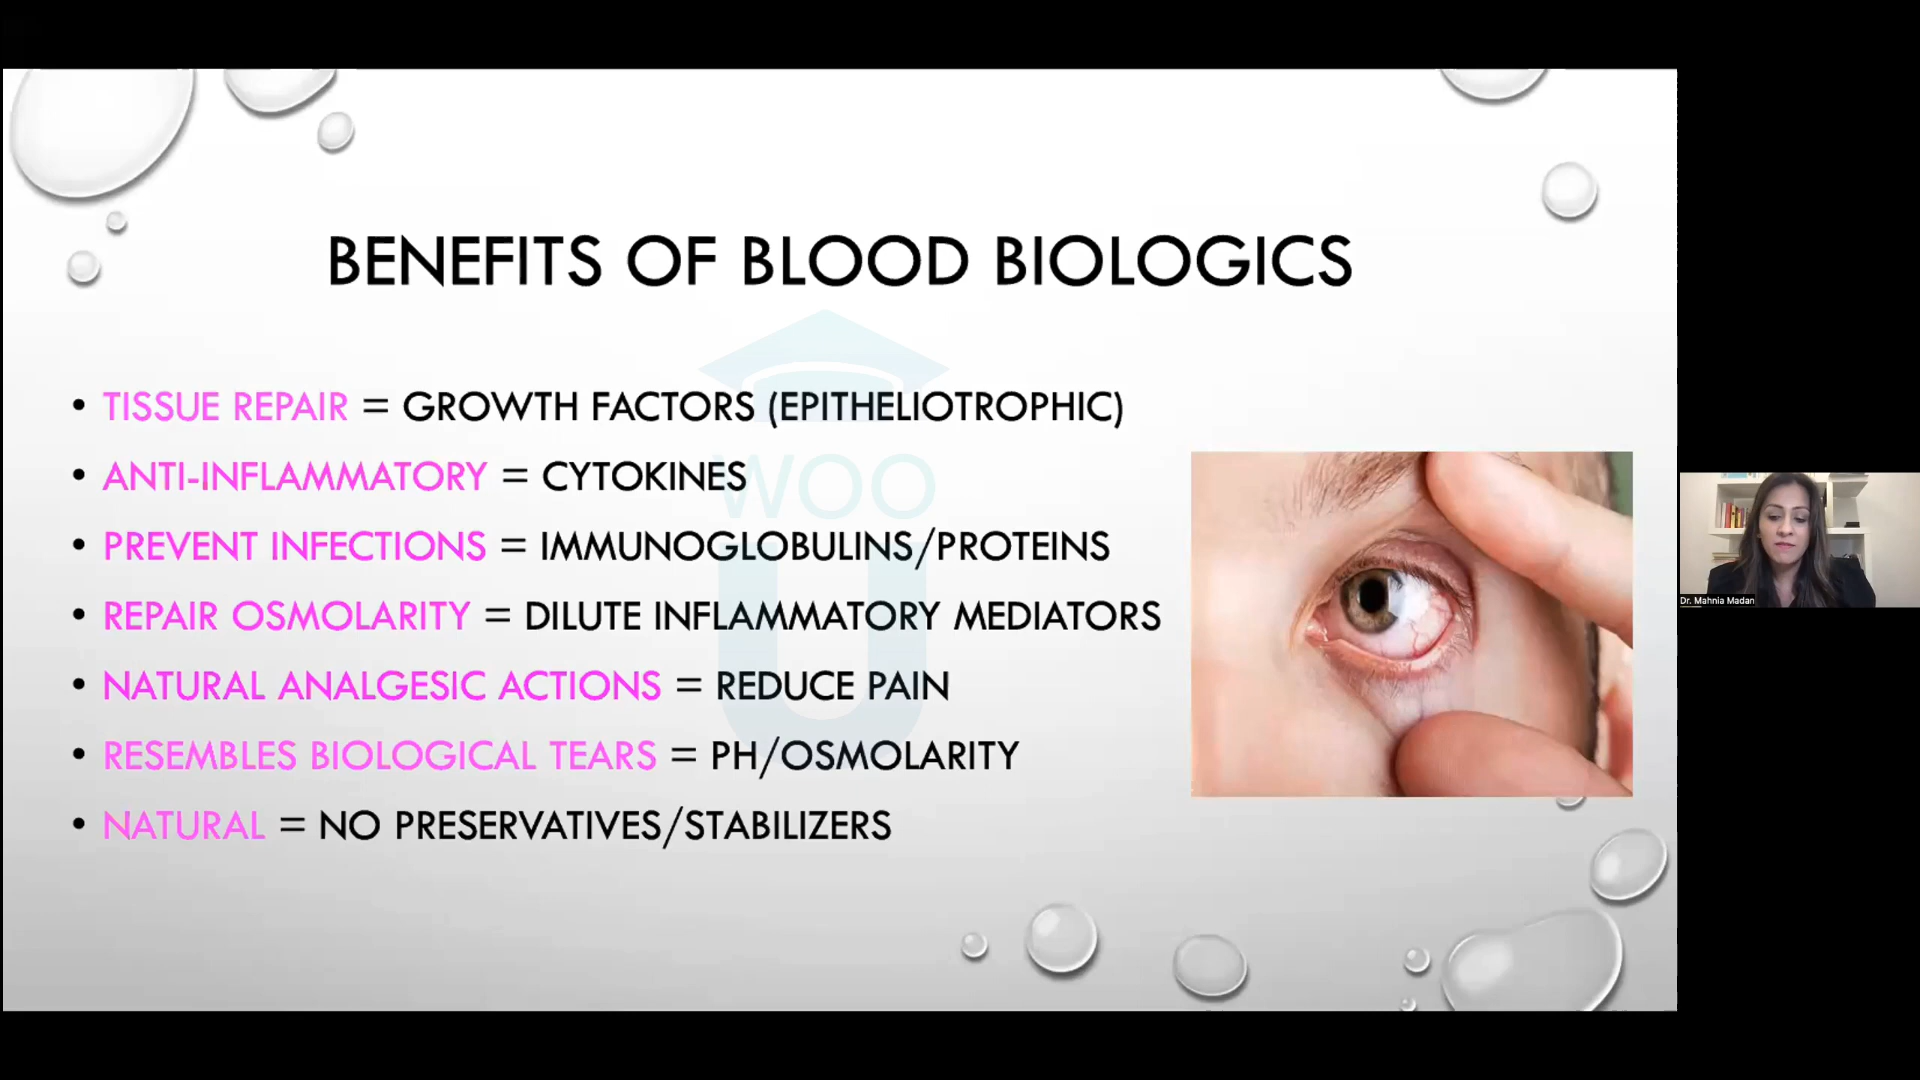 BENEFITS OF BLOOD BIOLOGICS
• TISSUE REPAIR = GROWTH FACTORS (EPITHELIOTROPHIC)
• ANTI-INFLAMMATORY = CYTOKINES
• PREVENT INFECTIONS = IMMUNOGLOBULINS/PROTEINS
• REPAIR OSMOLARITY = DILUTE INFLAMMATORY MEDIATORS
• NATURAL ANALGESIC ACTIONS = REDUCE PAIN
• RESEMBLES BIOLOGICAL TEARS = PH/OSMOLARITY
• NATURAL = NO PRESERVATIVES/STABILIZERS
WOO
U
Dr. Mahnia Madan